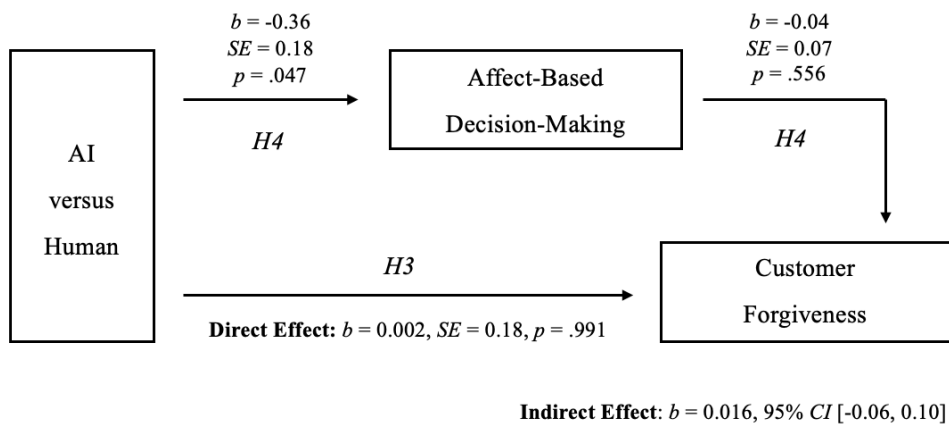 b = -0.36
SE = 0.18
p = .047
H4
AI
versus
Human
Affect-Based
Decision-Making
b = -0.04
SE = 0.07
p = .556
H4
H3
Direct Effect: b = 0.002, SE = 0.18, p = .991
Customer
Forgiveness
Indirect Effect: b = 0.016, 95% CI [-0.06, 0.10]